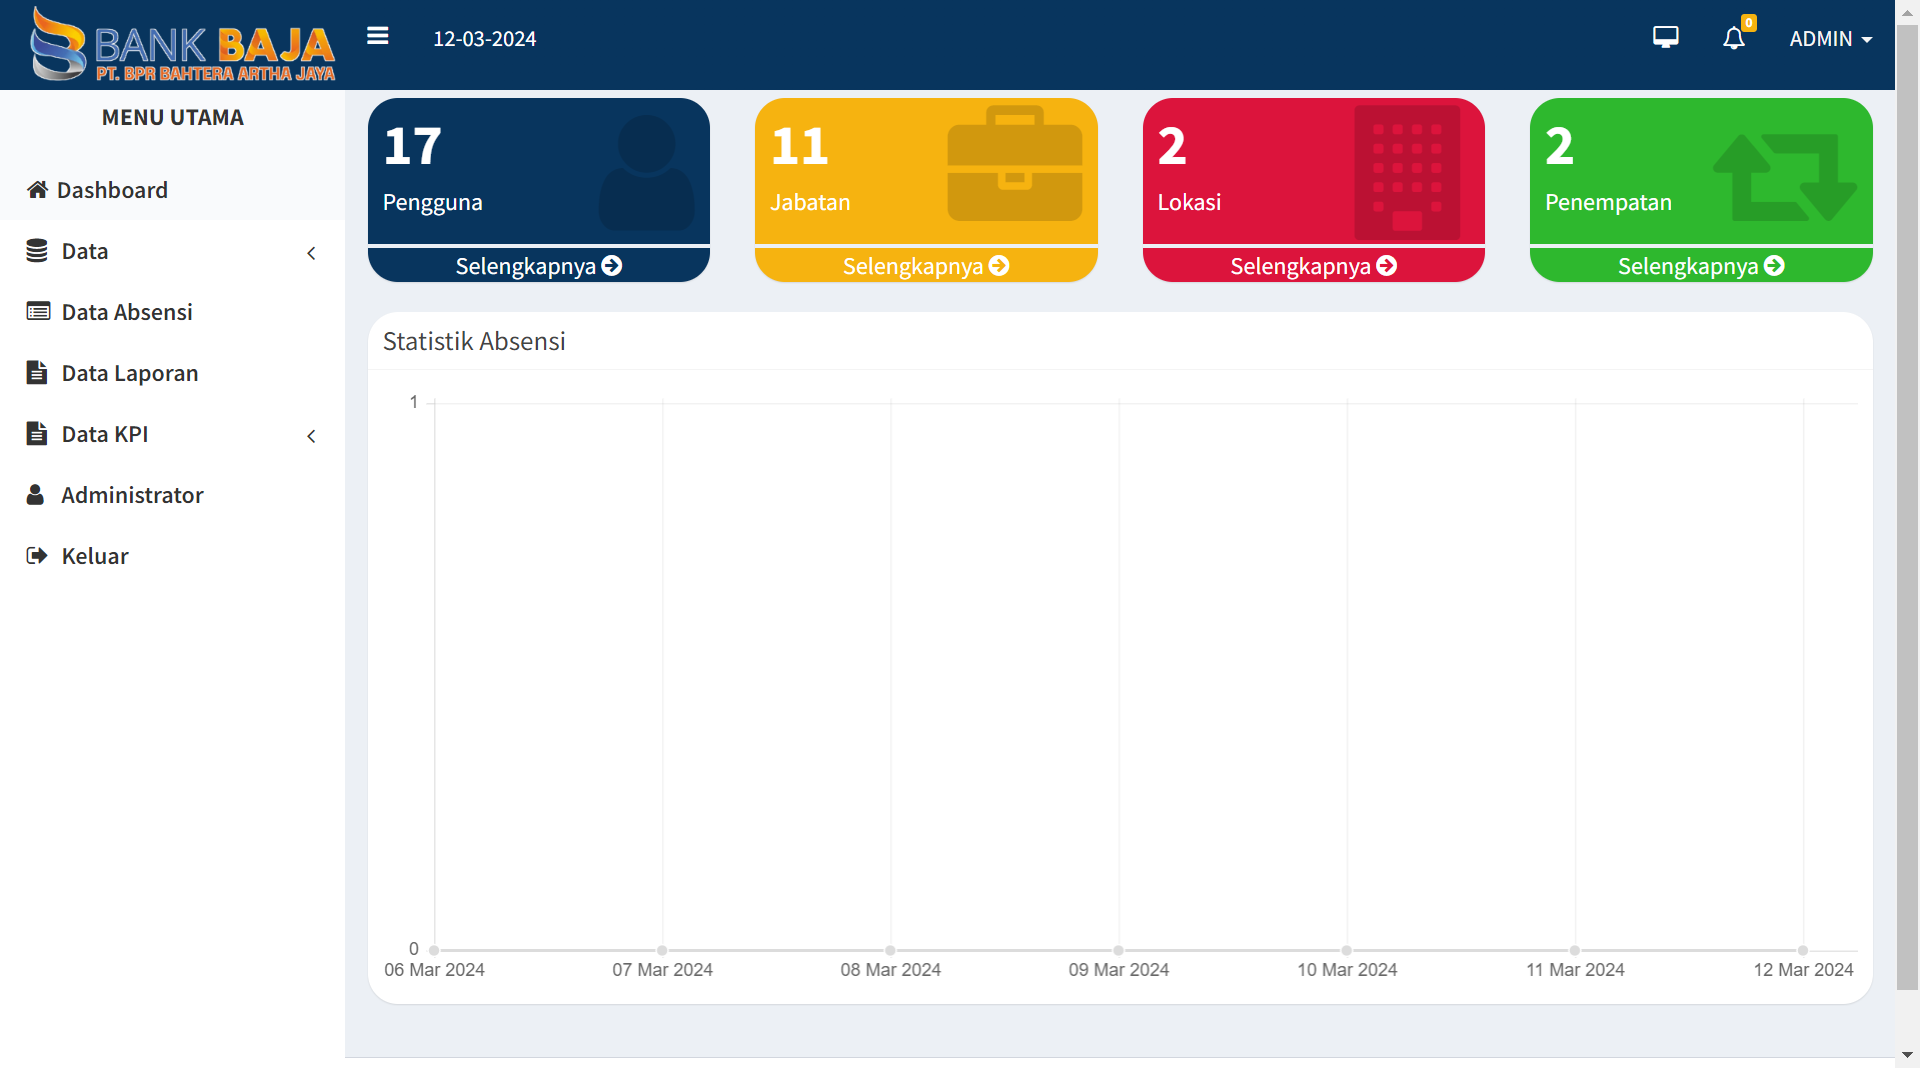 BANK BAJA
PT. BPR BAHTERA ARTHA JAYA
12-03-2024
0
ADMIN
MENU UTAMA
Dashboard
Data
Data Absensi
Data Laporan
Data KPI
Administrator
Keluar
17
Pengguna
Selengkapnya
11
Jabatan
Selengkapnya
2
Lokasi
Selengkapnya
2
Penempatan
Selengkapnya
Statistik Absensi
1
0
06 Mar 2024
07 Mar 2024
08 Mar 2024
09 Mar 2024
10 Mar 2024
11 Mar 2024
12 Mar 2024